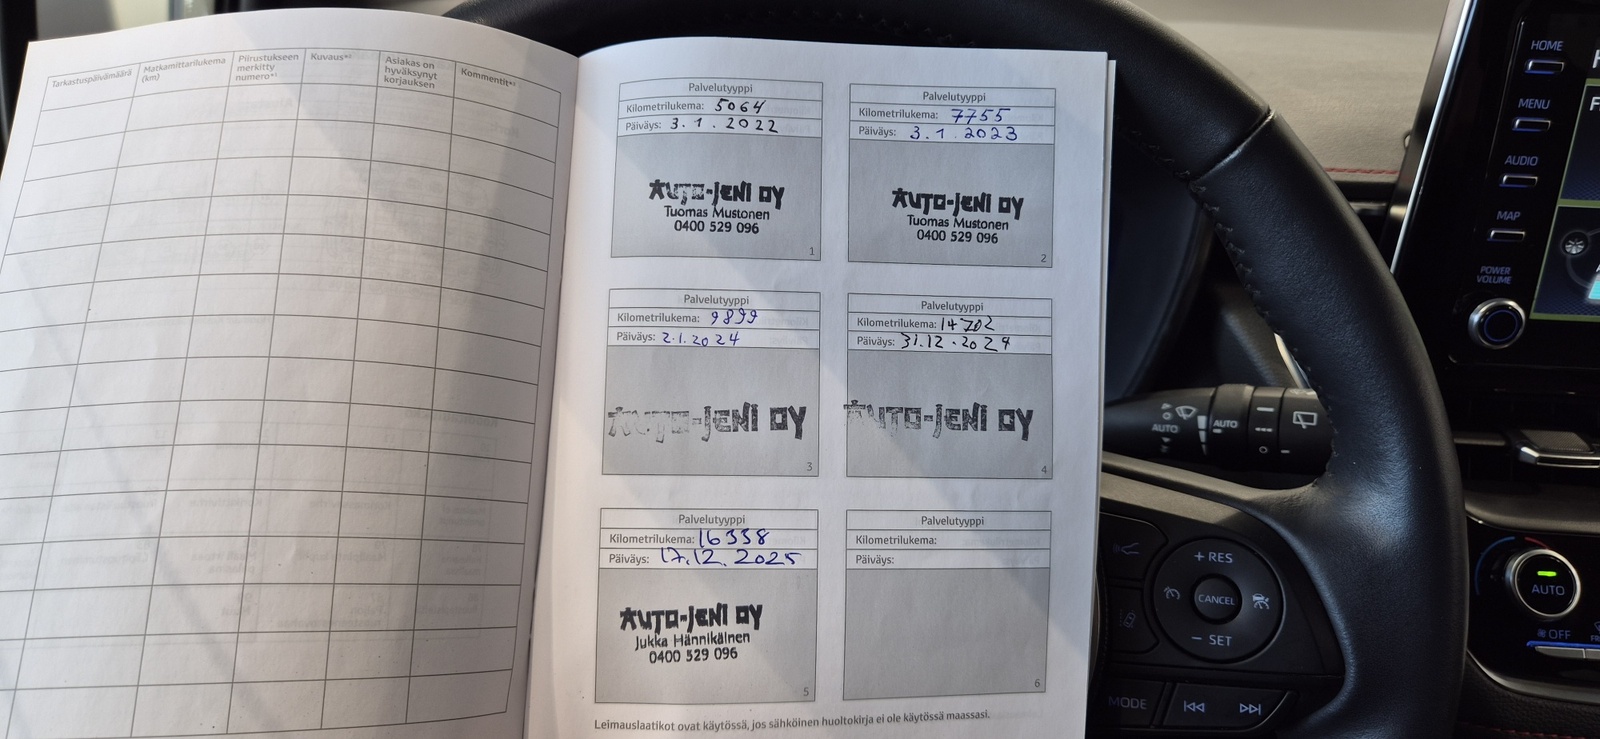 Tarkastuspäivämäärä
Matkamittarilukema (km)
Piirustukseen merkitty numero*¹
Kuvaus*²
Asiakas on hyväksynyt korjauksen
Kommentit*³
Palvelutyyppi
Kilometrilukema: 5064
Päiväys: 3.1.2022
AUTO-JENI OY
Tuomas Mustonen
0400 529 096
1
Palvelutyyppi
Kilometrilukema: 7755
Päiväys: 3.1.2023
AUTO-JENI OY
Tuomas Mustonen
0400 529 096
2
Palvelutyyppi
Kilometrilukema: 9899
Päiväys: 2.1.2024
AUTO-JENI OY
3
Palvelutyyppi
Kilometrilukema: 14702
Päiväys: 31.12.2024
AUTO-JENI OY
4
Palvelutyyppi
Kilometrilukema: 16338
Päiväys: 17.12.2025
AUTO-JENI OY
Jukka Hännikäinen
0400 529 096
5
Palvelutyyppi
Kilometrilukema:
Päiväys:
6
Leimauslaatikot ovat käytössä, jos sähköinen huoltokirja ei ole käytössä maassasi.
HOME
MENU
AUDIO
MAP
POWER
VOLUME
AUTO
AUTO
+ RES
CANCEL
− SET
MODE
AUTO
OFF